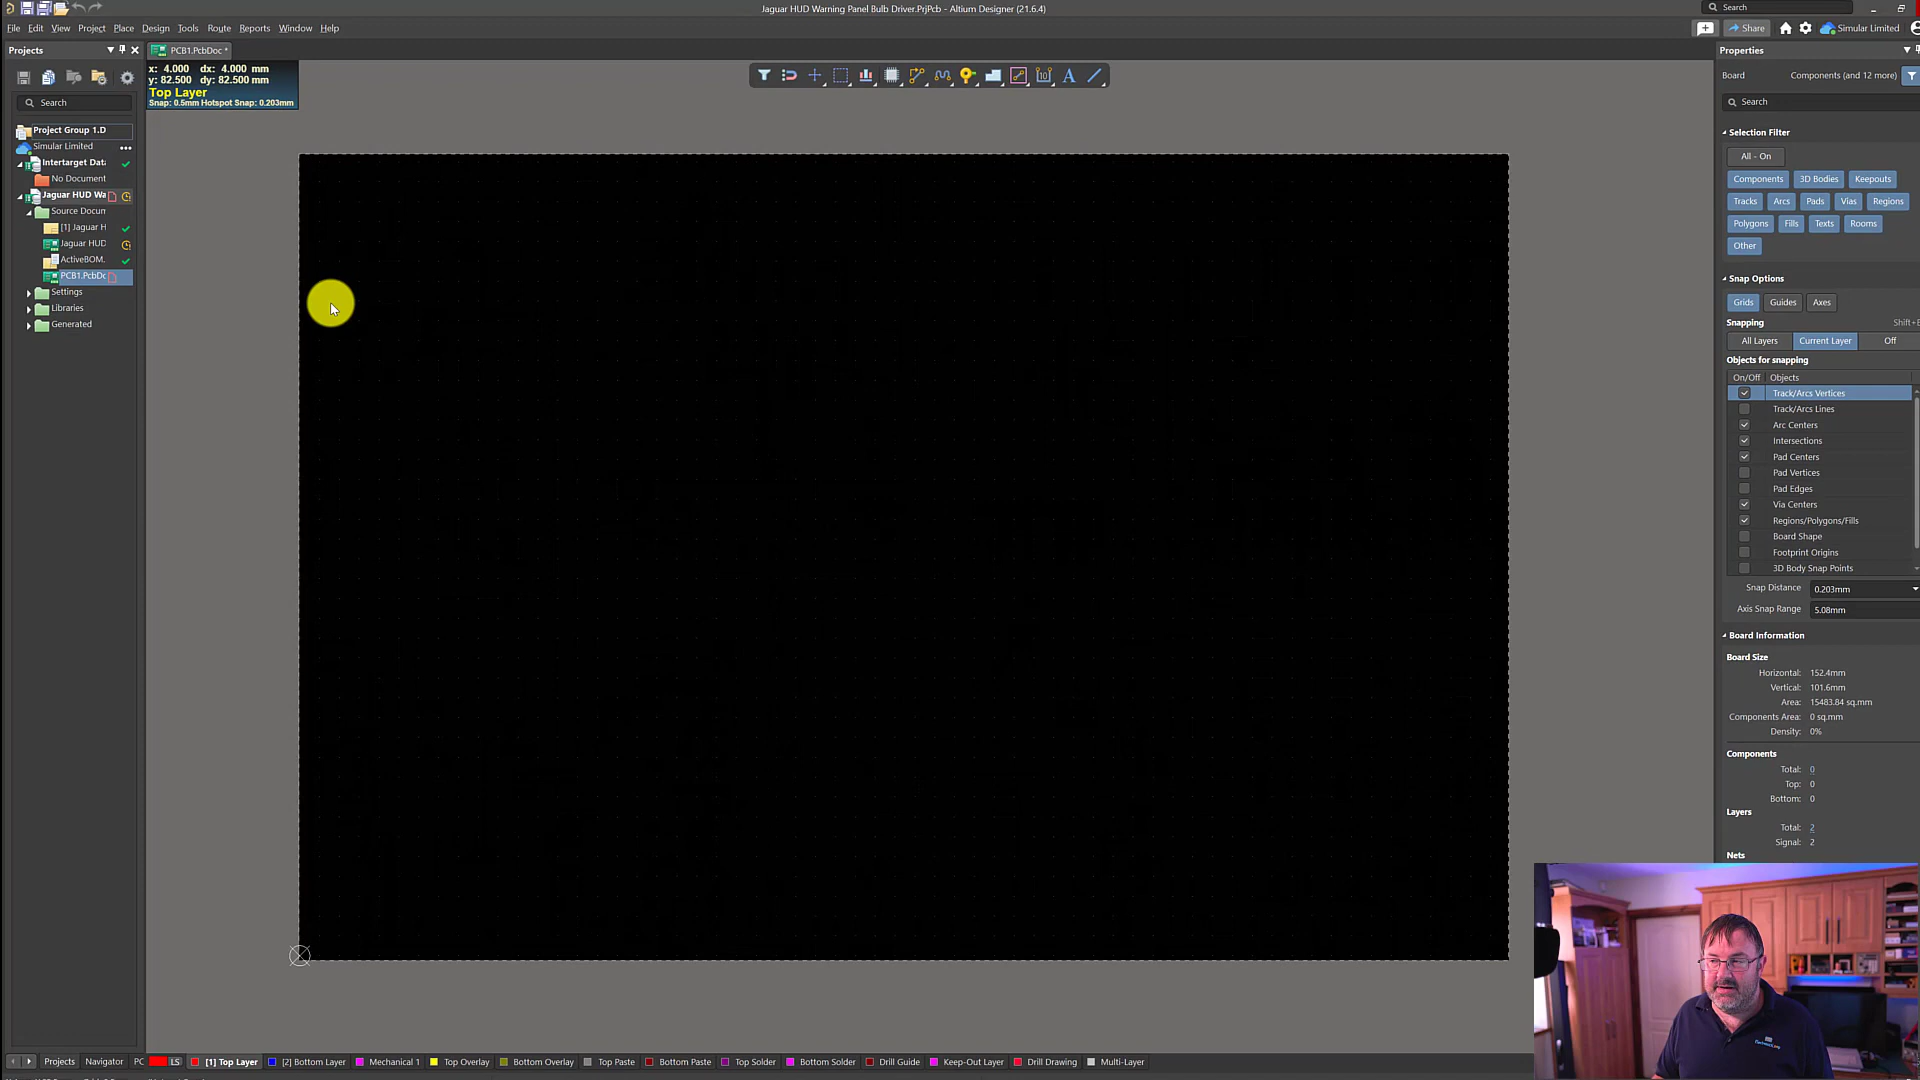 Jaguar HUD Warning Panel Bulb Driver.PrjPcb - Altium Designer (21.6.4)
Search
File Edit View Project Place Design Tools Route Reports Window Help
Share
Simular Limited
Projects
PCB1.PcbDoc *
Properties
x: 4.000 dx: 4.000 mm
y: 82.500 dy: 82.500 mm
Top Layer
Snap: 0.5mm Hotspot Snap: 0.203mm
Board
Components (and 12 more)
Search
Search
Project Group 1.D
Simular Limited
Intertarget Data
No Document
Jaguar HUD Wa
Source Docum
[1] Jaguar H
Jaguar HUD
ActiveBOM.
PCB1.PcbDc
Settings
Libraries
Generated
Selection Filter
All - On
Components 3D Bodies Keepouts
Tracks Arcs Pads Vias Regions
Polygons Fills Texts Rooms
Other
Snap Options
Grids Guides Axes
Snapping
Shift+E
All Layers Current Layer Off
Objects for snapping
On/Off Objects
Track/Arcs Vertices
Track/Arcs Lines
Arc Centers
Intersections
Pad Centers
Pad Vertices
Pad Edges
Via Centers
Regions/Polygons/Fills
Board Shape
Footprint Origins
3D Body Snap Points
Snap Distance 0.203mm
Axis Snap Range 5.08mm
Board Information
Board Size
Horizontal: 152.4mm
Vertical: 101.6mm
Area: 15483.84 sq.mm
Components Area: 0 sq.mm
Density: 0%
Components
Total: 0
Top: 0
Bottom: 0
Layers
Total: 2
Signal: 2
Nets
Projects Navigator PC LS [1] Top Layer [2] Bottom Layer Mechanical 1 Top Overlay Bottom Overlay Top Paste Bottom Paste Top Solder Bottom Solder Drill Guide Keep-Out Layer Drill Drawing Multi-Layer